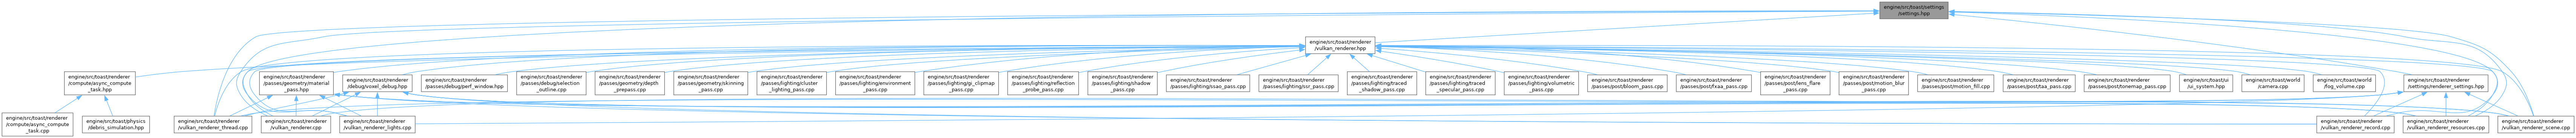 engine/src/toast/settings
/settings.hpp
engine/src/toast/renderer
/vulkan_renderer.hpp
engine/src/toast/renderer
/compute/async_compute
_task.hpp
engine/src/toast/renderer
/passes/geometry/material
_pass.hpp
engine/src/toast/renderer
/debug/voxel_debug.hpp
engine/src/toast/renderer
/passes/debug/perf_window.hpp
engine/src/toast/renderer
/passes/debug/selection
_outline.cpp
engine/src/toast/renderer
/passes/geometry/depth
_prepass.cpp
engine/src/toast/renderer
/passes/geometry/skinning
_pass.cpp
engine/src/toast/renderer
/passes/lighting/cluster
_lighting_pass.cpp
engine/src/toast/renderer
/passes/lighting/environment
_pass.cpp
engine/src/toast/renderer
/passes/lighting/gi_clipmap
_pass.cpp
engine/src/toast/renderer
/passes/lighting/reflection
_probe_pass.cpp
engine/src/toast/renderer
/passes/lighting/shadow
_pass.cpp
engine/src/toast/renderer
/passes/lighting/ssao_pass.cpp
engine/src/toast/renderer
/passes/lighting/ssr_pass.cpp
engine/src/toast/renderer
/passes/lighting/traced
_shadow_pass.cpp
engine/src/toast/renderer
/passes/lighting/traced
_specular_pass.cpp
engine/src/toast/renderer
/passes/lighting/volumetric
_pass.cpp
engine/src/toast/renderer
/passes/post/bloom_pass.cpp
engine/src/toast/renderer
/passes/post/fxaa_pass.cpp
engine/src/toast/renderer
/passes/post/lens_flare
_pass.cpp
engine/src/toast/renderer
/passes/post/motion_blur
_pass.cpp
engine/src/toast/renderer
/passes/post/motion_fill.cpp
engine/src/toast/renderer
/passes/post/taa_pass.cpp
engine/src/toast/renderer
/passes/post/tonemap_pass.cpp
engine/src/toast/ui
/ui_system.hpp
engine/src/toast/world
/camera.cpp
engine/src/toast/world
/fog_volume.cpp
engine/src/toast/renderer
/settings/renderer_settings.hpp
engine/src/toast/renderer
/compute/async_compute
_task.cpp
engine/src/toast/physics
/debris_simulation.hpp
engine/src/toast/renderer
/vulkan_renderer_thread.cpp
engine/src/toast/renderer
/vulkan_renderer.cpp
engine/src/toast/renderer
/vulkan_renderer_lights.cpp
engine/src/toast/renderer
/vulkan_renderer_record.cpp
engine/src/toast/renderer
/vulkan_renderer_resources.cpp
engine/src/toast/renderer
/vulkan_renderer_scene.cpp